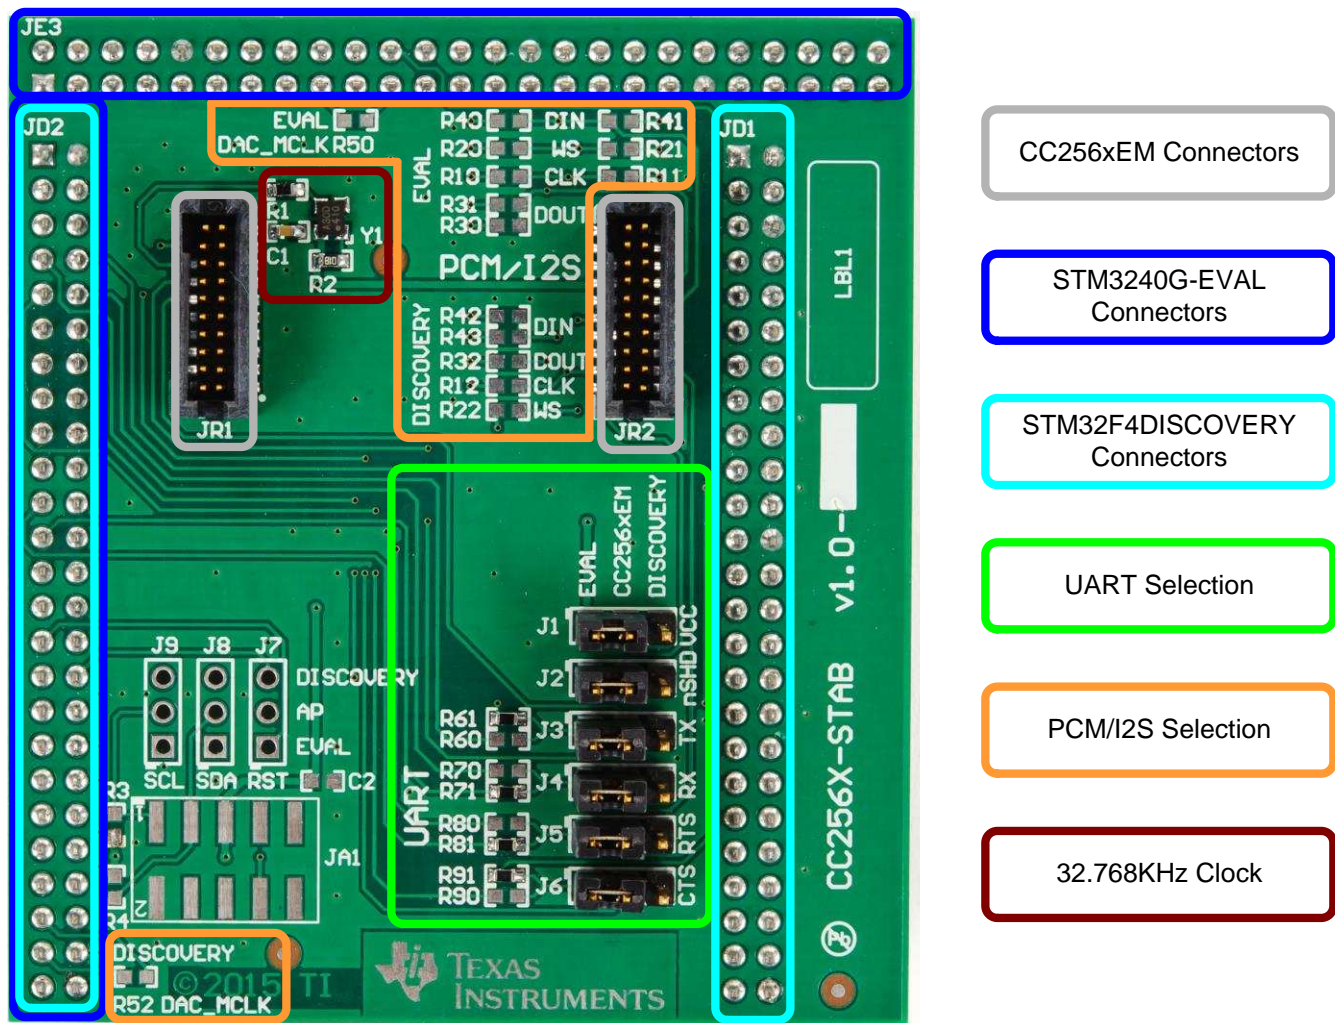 JE3
JD2
EVAL
DAC_MCLK R50
R40 DIN R41
R20 WS R21
R10 CLK R11
R31
R30
DOUT
EVAL
JD1
R1
C1
Y1
R2
PCM/I2S
DISCOVERY
R42
R43
DIN
R32 DOUT
R12 CLK
R22 WS
JR1
JR2
LBL1
v1.0-
CC256X-STAB
EVAL
CC256xEM
DISCOVERY
J1 VCC
J2 nSHD
R61
R60
J3 TX
R70
R71
J4 RX
R80
R81
J5 RTS
R91
R90
J6 CTS
UART
J9 J8 J7
DISCOVERY
AP
EVAL
SCL SDA RST C2
R3
1
JA1
2
R4
DISCOVERY
R52 DAC_MCLK
© 2015 TI
TEXAS
INSTRUMENTS
Pb
CC256xEM Connectors
STM3240G-EVAL
Connectors
STM32F4DISCOVERY
Connectors
UART Selection
PCM/I2S Selection
32.768KHz Clock